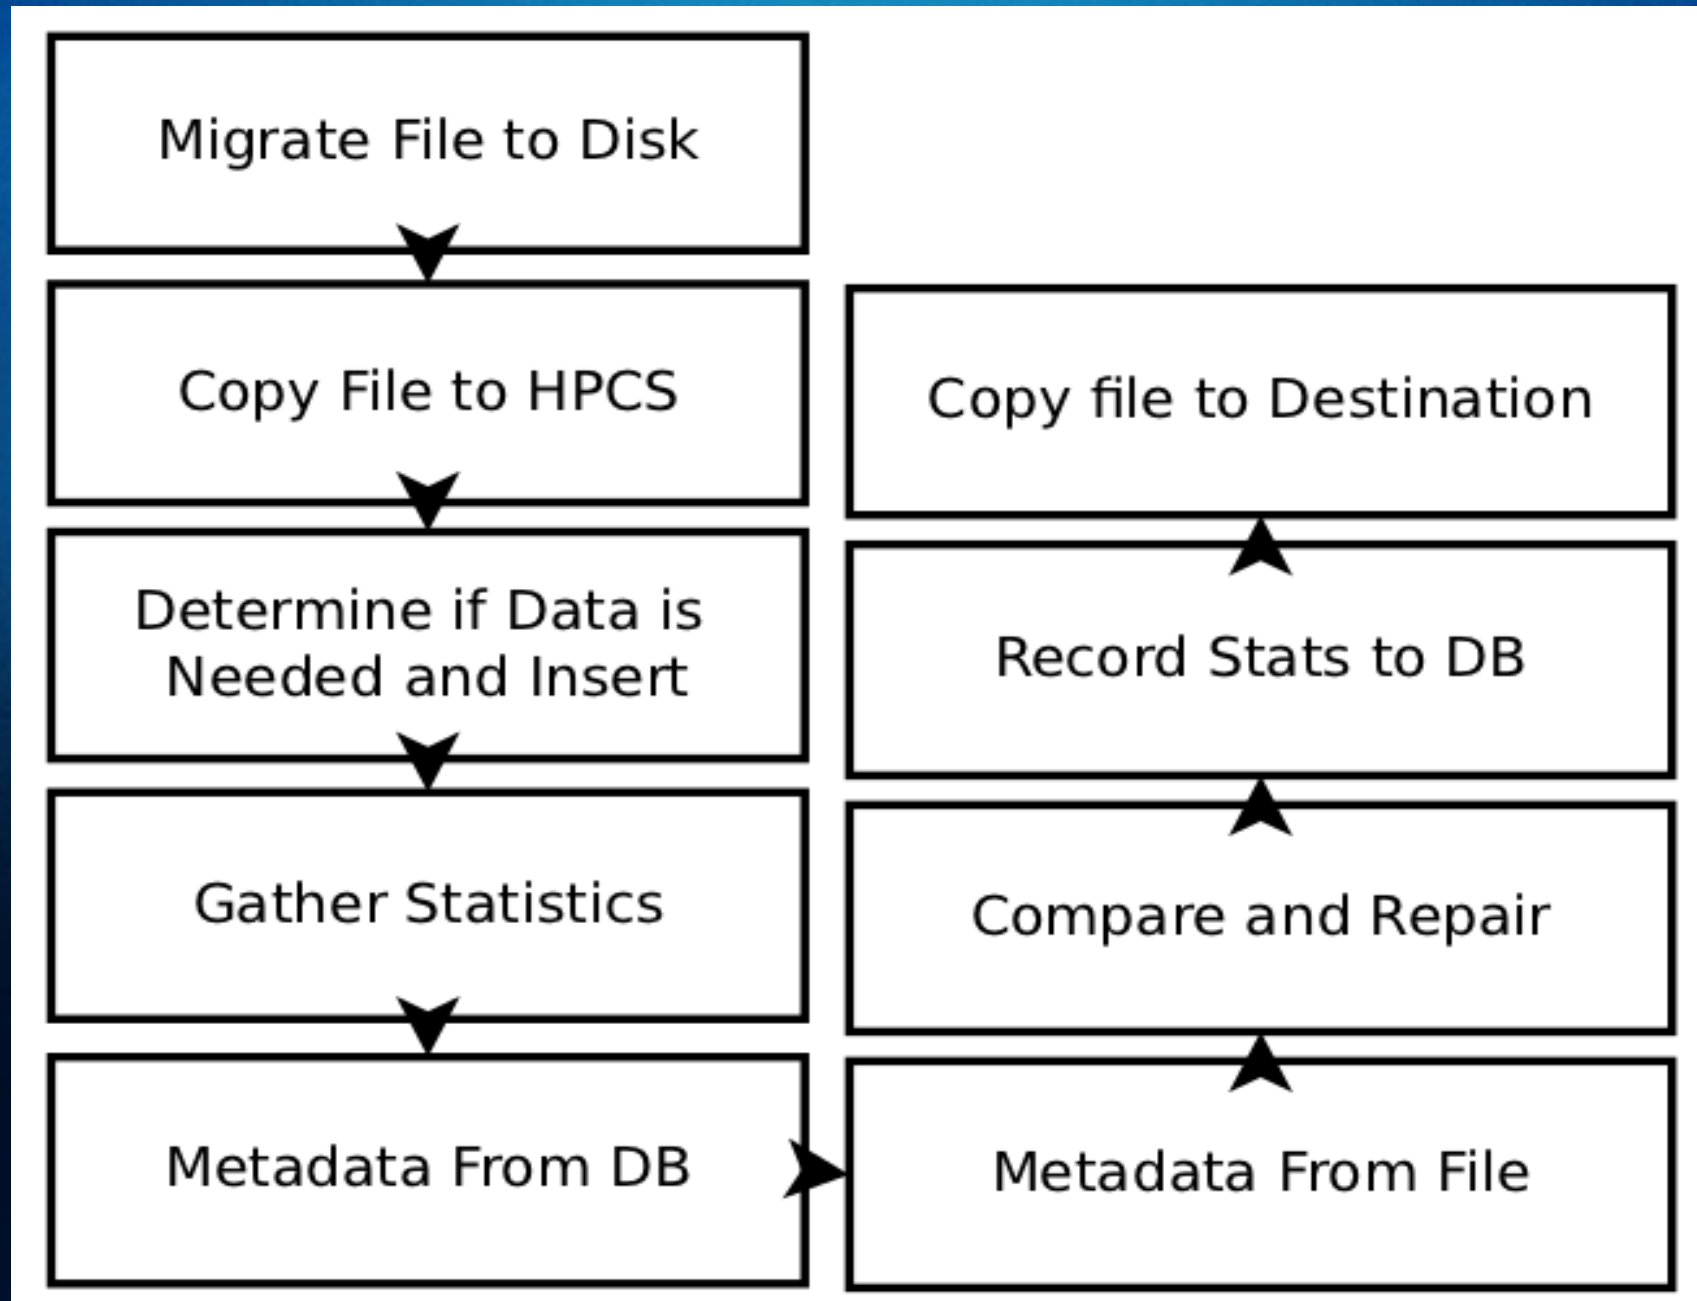 Migrate File to Disk
Copy File to HPCS
Determine if Data is
Needed and Insert
Gather Statistics
Metadata From DB
Metadata From File
Compare and Repair
Record Stats to DB
Copy file to Destination